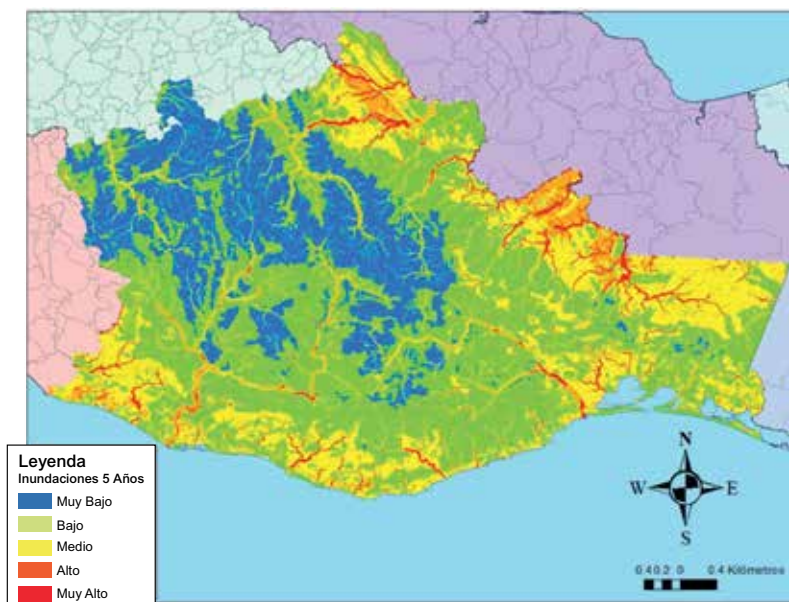 Leyenda
Inundaciones 5 Años
Muy Bajo
Bajo
Medio
Alto
Muy Alto
N
W E
S
0.4 0.2 0 0.4 Kilómetros